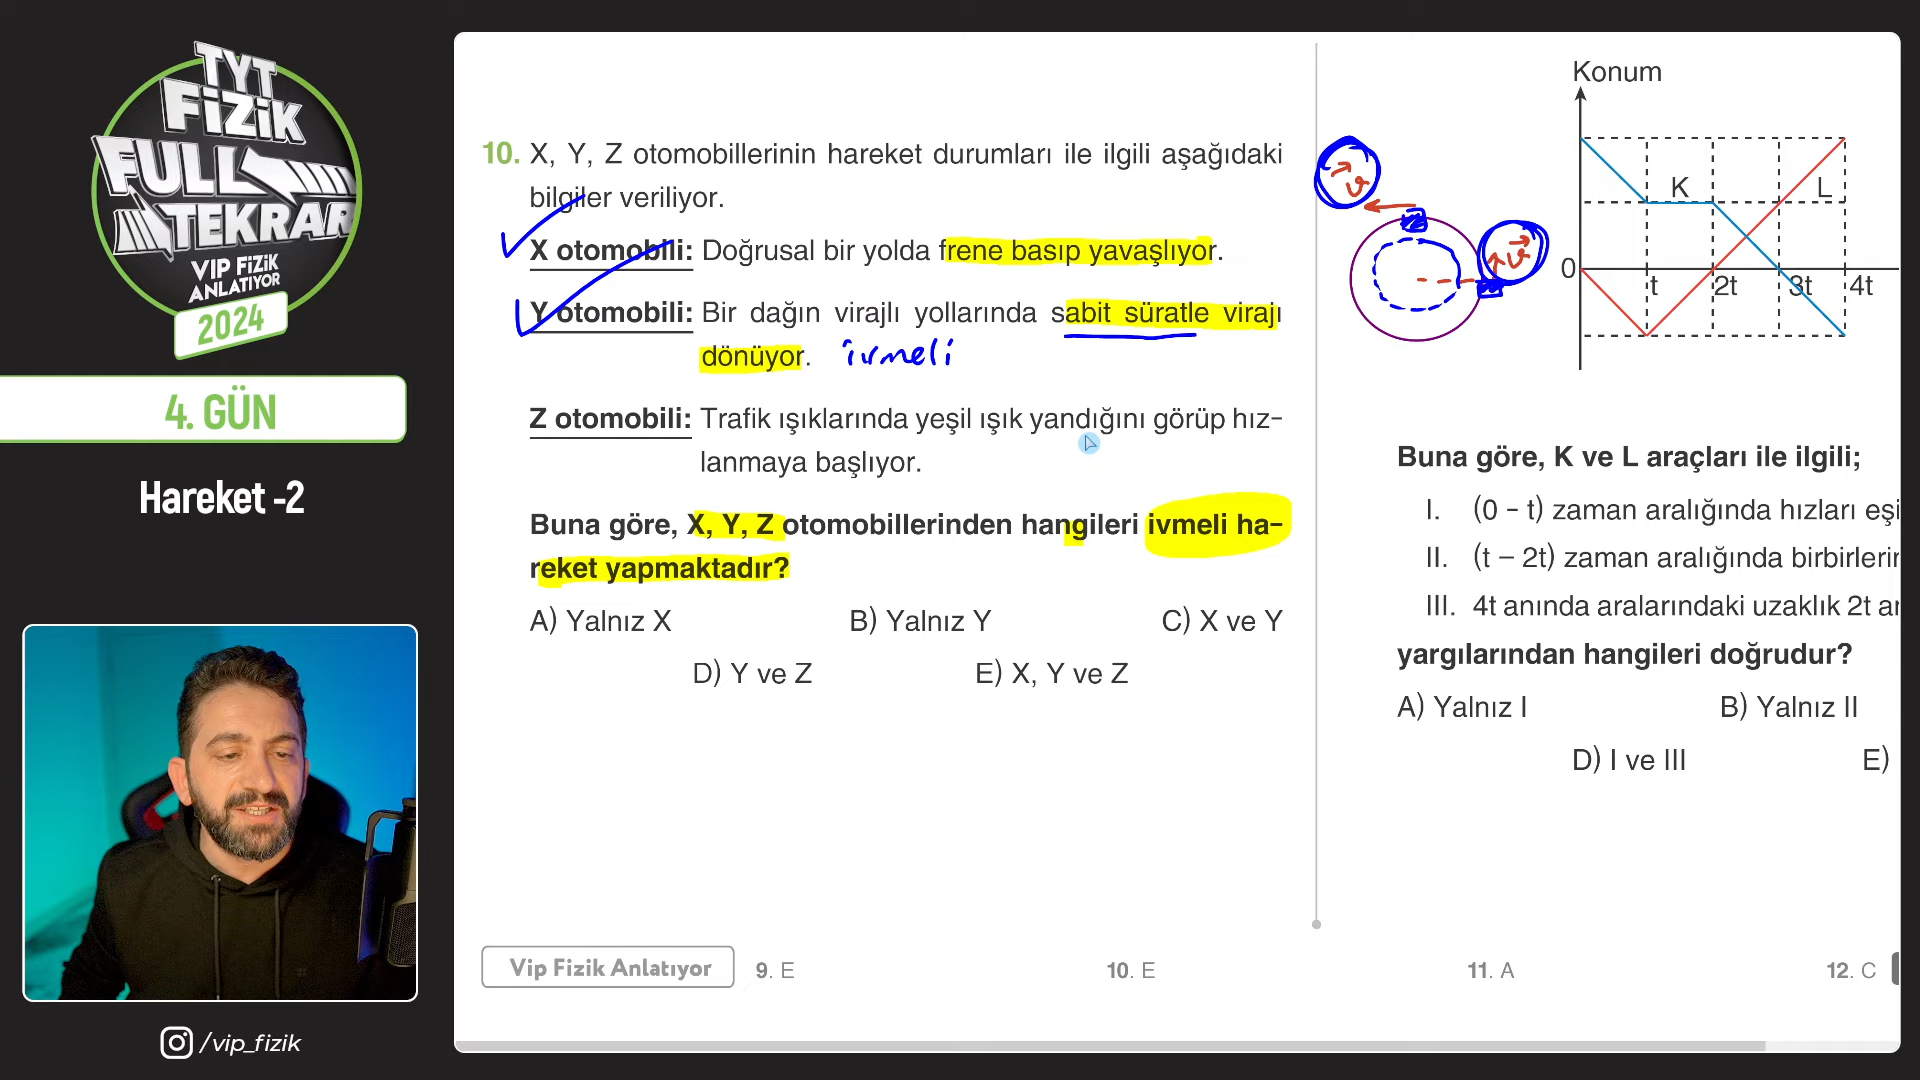 TYT
FİZİK
FULL
TEKRAR
VIP FİZİK
ANLATIYOR
2024
4. GÜN
Hareket -2
/vip_fizik
10. X, Y, Z otomobillerinin hareket durumları ile ilgili aşağıdaki
bilgiler veriliyor.
X otomobili: Doğrusal bir yolda frene basıp yavaşlıyor.
Y otomobili: Bir dağın virajlı yollarında sabit süratle virajı
dönüyor. ivmeli
Z otomobili: Trafik ışıklarında yeşil ışık yandığını görüp hız-
lanmaya başlıyor.
Buna göre, X, Y, Z otomobillerinden hangileri ivmeli ha-
reket yapmaktadır?
A) Yalnız X B) Yalnız Y C) X ve Y
D) Y ve Z E) X, Y ve Z
Konum
K L
0 t 2t 3t 4t
Buna göre, K ve L araçları ile ilgili;
I. (0 - t) zaman aralığında hızları eşi
II. (t – 2t) zaman aralığında birbirlerin
III. 4t anında aralarındaki uzaklık 2t an
yargılarından hangileri doğrudur?
A) Yalnız I B) Yalnız II
D) I ve III E)
Vip Fizik Anlatıyor 9. E 10. E 11. A 12. C